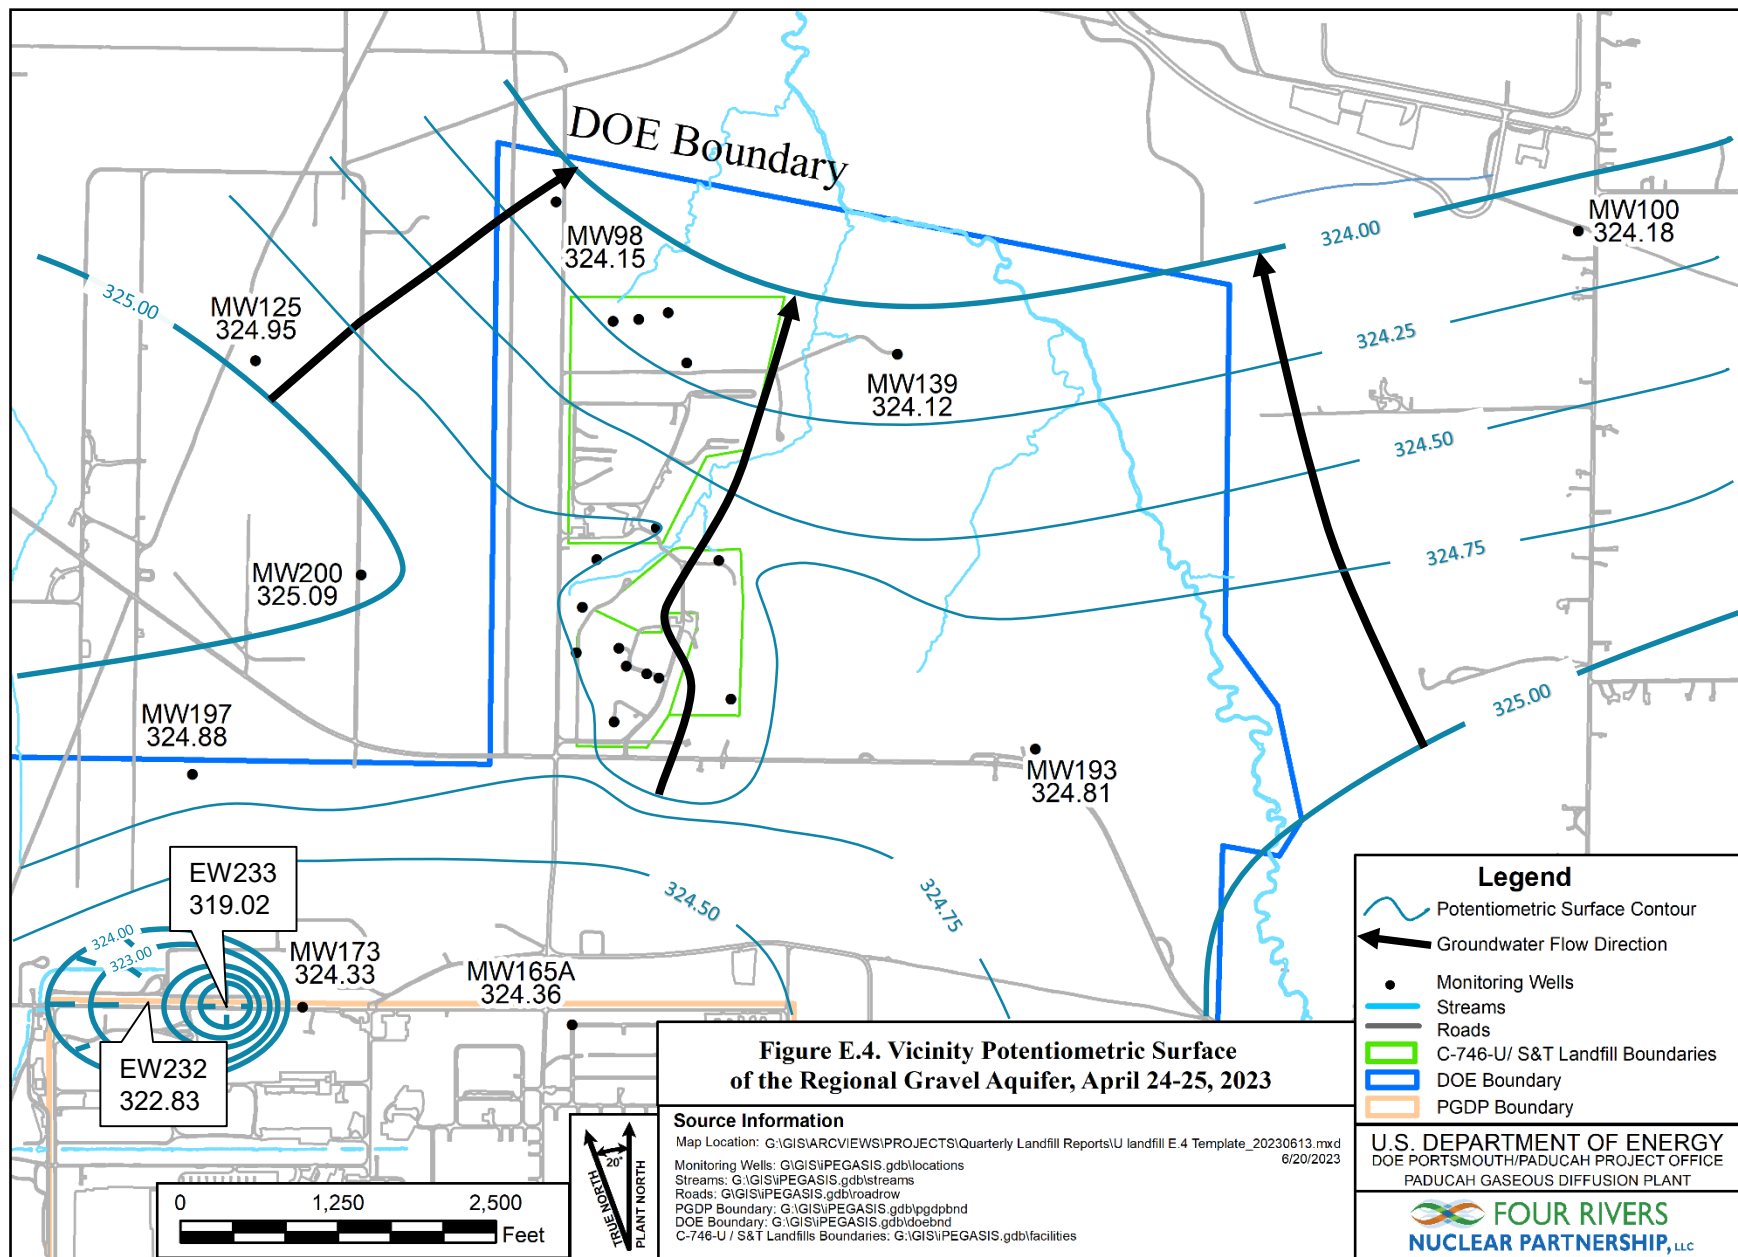 DOE Boundary
MW98
324.15
MW100
324.18
324.00
325.00
MW125
324.95
324.25
MW139
324.12
324.50
324.75
MW200
325.09
325.00
MW197
324.88
MW193
324.81
EW233
319.02
324.50
324.75
324.00
323.00
MW173
324.33
MW165A
324.36
EW232
322.83
Legend
Potentiometric Surface Contour
Groundwater Flow Direction
Monitoring Wells
Streams
Roads
C-746-U/ S&T Landfill Boundaries
DOE Boundary
PGDP Boundary
Figure E.4. Vicinity Potentiometric Surface
of the Regional Gravel Aquifer, April 24-25, 2023
Source Information
Map Location: G:\GIS\ARCVIEWS\PROJECTS\Quarterly Landfill Reports\U landfill E.4 Template_20230613.mxd
6/20/2023
Monitoring Wells: G\GIS\iPEGASIS.gdb\locations
Streams: G:\GIS\iPEGASIS.gdb\streams
Roads: G\GIS\iPEGASIS.gdb\roadrow
PGDP Boundary: G:\GIS\iPEGASIS.gdb\pgdpbnd
DOE Boundary: G:\GIS\iPEGASIS.gdb\doebnd
C-746-U / S&T Landfills Boundaries: G:\GIS\iPEGASIS.gdb\facilities
20°
TRUE NORTH
PLANT NORTH
0 1,250 2,500
Feet
U.S. DEPARTMENT OF ENERGY
DOE PORTSMOUTH/PADUCAH PROJECT OFFICE
PADUCAH GASEOUS DIFFUSION PLANT
FOUR RIVERS
NUCLEAR PARTNERSHIP, LLC